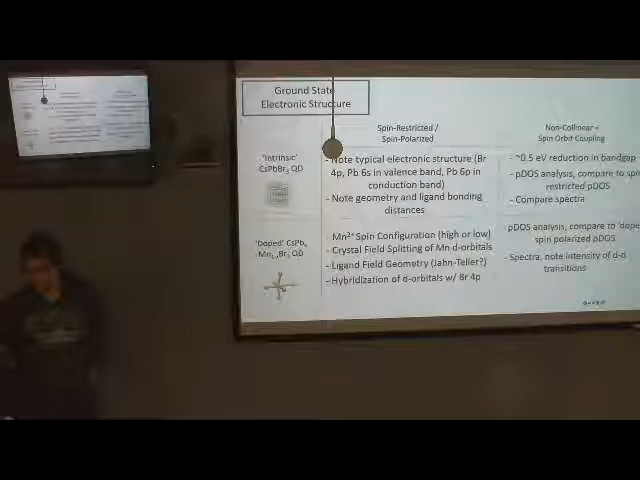 Ground State
Electronic Structure
Spin-Restricted /
Spin-Polarized
Non-Collinear +
Spin Orbit Coupling
'Intrinsic'
CsPbBr₃ QD
- Note typical electronic structure (Br
4p, Pb 6s in valence band, Pb 6p in
conduction band)
- Note geometry and ligand bonding
distances
- ~0.5 eV reduction in bandgap
- pDOS analysis, compare to spin
restricted pDOS
- Compare spectra
'Doped' CsPbₓ
Mn₁₋ₓBr₃ QD
Mn²⁺ Spin Configuration (high or low)
- Crystal Field Splitting of Mn d-orbitals
- Ligand Field Geometry (Jahn-Teller?)
- Hybridization of d-orbitals w/ Br 4p
- pDOS analysis, compare to 'dope
spin polarized pDOS
- Spectra, note intensity of d-d
transitions